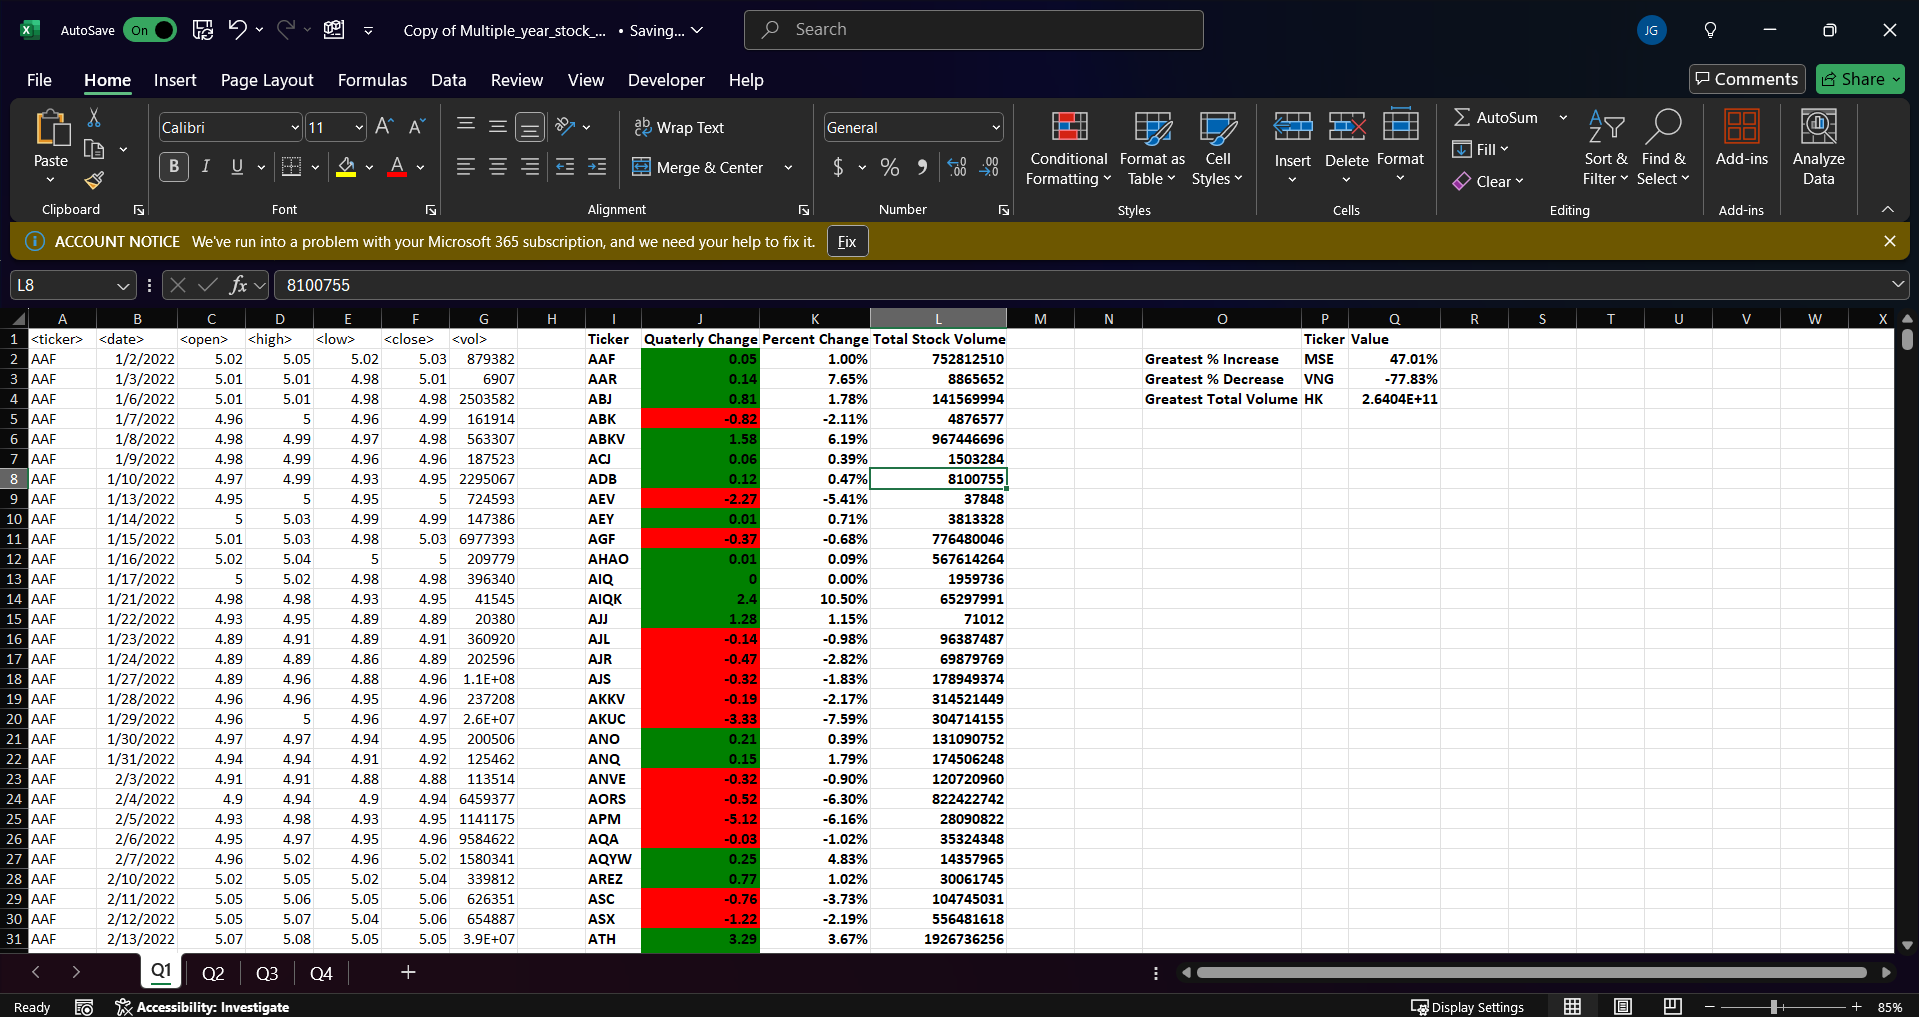 AutoSave On Copy of Multiple_year_stock_... • Saving... Search JG
File Home Insert Page Layout Formulas Data Review View Developer Help Comments Share
Paste Calibri 11 Wrap Text General Conditional Formatting Format as Table Cell Styles Insert Delete Format AutoSum Fill Clear Sort & Filter Find & Select Add-ins Analyze Data
B I U A Merge & Center $ %
Clipboard Font Alignment Number Styles Cells Editing Add-ins
ACCOUNT NOTICE We've run into a problem with your Microsoft 365 subscription, and we need your help to fix it. Fix
L8 fx 8100755
A B C D E F G H I J K L M N O P Q R S T U V W X
1 <ticker> <date> <open> <high> <low> <close> <vol> Ticker Quaterly Change Percent Change Total Stock Volume Ticker Value
2 AAF 1/2/2022 5.02 5.05 5.02 5.03 879382 AAF 0.05 1.00% 752812510 Greatest % Increase MSE 47.01%
3 AAF 1/3/2022 5.01 5.01 4.98 5.01 6907 AAR 0.14 7.65% 8865652 Greatest % Decrease VNG -77.83%
4 AAF 1/6/2022 5.01 5.01 4.98 4.98 2503582 ABJ 0.81 1.78% 141569994 Greatest Total Volume HK 2.6404E+11
5 AAF 1/7/2022 4.96 5 4.96 4.99 161914 ABK -0.82 -2.11% 4876577
6 AAF 1/8/2022 4.98 4.99 4.97 4.98 563307 ABKV 1.58 6.19% 967446696
7 AAF 1/9/2022 4.98 4.99 4.96 4.96 187523 ACJ 0.06 0.39% 1503284
8 AAF 1/10/2022 4.97 4.99 4.93 4.95 2295067 ADB 0.12 0.47% 8100755
9 AAF 1/13/2022 4.95 5 4.95 5 724593 AEV -2.27 -5.41% 37848
10 AAF 1/14/2022 5 5.03 4.99 4.99 147386 AEY 0.01 0.71% 3813328
11 AAF 1/15/2022 5.01 5.03 4.98 5.03 6977393 AGF -0.37 -0.68% 776480046
12 AAF 1/16/2022 5.02 5.04 5 5 209779 AHAO 0.01 0.09% 567614264
13 AAF 1/17/2022 5 5.02 4.98 4.98 396340 AIQ 0 0.00% 1959736
14 AAF 1/21/2022 4.98 4.98 4.93 4.95 41545 AIQK 2.4 10.50% 65297991
15 AAF 1/22/2022 4.93 4.95 4.89 4.89 20380 AJJ 1.28 1.15% 71012
16 AAF 1/23/2022 4.89 4.91 4.89 4.91 360920 AJL -0.14 -0.98% 96387487
17 AAF 1/24/2022 4.89 4.89 4.86 4.89 202596 AJR -0.47 -2.82% 69879769
18 AAF 1/27/2022 4.89 4.96 4.88 4.96 1.1E+08 AJS -0.32 -1.83% 178949374
19 AAF 1/28/2022 4.96 4.96 4.95 4.96 237208 AKKV -0.19 -2.17% 314521449
20 AAF 1/29/2022 4.96 5 4.96 4.97 2.6E+07 AKUC -3.33 -7.59% 304714155
21 AAF 1/30/2022 4.97 4.97 4.94 4.95 200506 ANO 0.21 0.39% 131090752
22 AAF 1/31/2022 4.94 4.94 4.91 4.92 125462 ANQ 0.15 1.79% 174506248
23 AAF 2/3/2022 4.91 4.91 4.88 4.88 113514 ANVE -0.32 -0.90% 120720960
24 AAF 2/4/2022 4.9 4.94 4.9 4.94 6459377 AORS -0.52 -6.30% 822422742
25 AAF 2/5/2022 4.93 4.98 4.93 4.95 1141175 APM -5.12 -6.16% 28090822
26 AAF 2/6/2022 4.95 4.97 4.95 4.96 9584622 AQA -0.03 -1.02% 35324348
27 AAF 2/7/2022 4.96 5.02 4.96 5.02 1580341 AQYW 0.25 4.83% 14357965
28 AAF 2/10/2022 5.02 5.05 5.02 5.04 339812 AREZ 0.77 1.02% 30061745
29 AAF 2/11/2022 5.05 5.06 5.05 5.06 626351 ASC -0.76 -3.73% 104745031
30 AAF 2/12/2022 5.05 5.07 5.04 5.06 654887 ASX -1.22 -2.19% 556481618
31 AAF 2/13/2022 5.07 5.08 5.05 5.05 3.9E+07 ATH 3.29 3.67% 1926736256
Q1 Q2 Q3 Q4
Ready Accessibility: Investigate Display Settings 85%